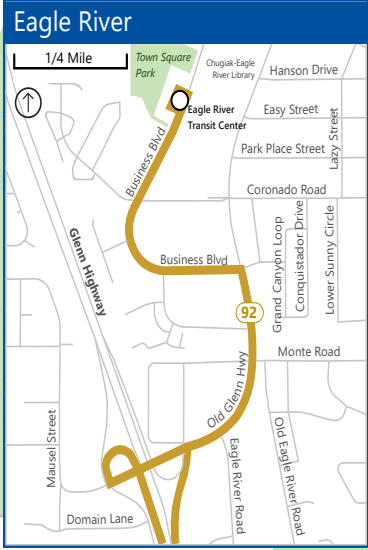 Eagle River
1/4 Mile
Town Square
Park
Chugiak-Eagle
River Library
Hanson Drive
Eagle River
Transit Center
Easy Street
Lazy Street
Park Place Street
Business Blvd
Coronado Road
Glenn Highway
Grand Canyon Loop
Conquistador Drive
Lower Sunny Circle
Business Blvd
92
Monte Road
Old Glenn Hwy
Mausel Street
Eagle River Road
Old Eagle River Road
Domain Lane